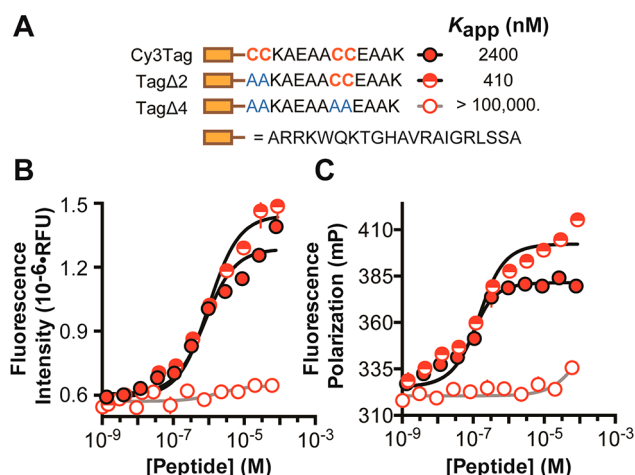 A
Kapp (nM)
Cy3Tag CCKAEAACCEAAK 2400
TagΔ2 AAKAEAACCEAAK 410
TagΔ4 AAKAEAAAAEAAK > 100,000.
= ARRKWQKTGHAVRAIGRLSSA
B
Fluorescence
Intensity (10-6•RFU)
1.5
1.2
0.9
0.6
10-9 10-7 10-5 10-3
[Peptide] (M)
C
Fluorescence
Polarization (mP)
410
385
360
335
310
10-9 10-7 10-5 10-3
[Peptide] (M)